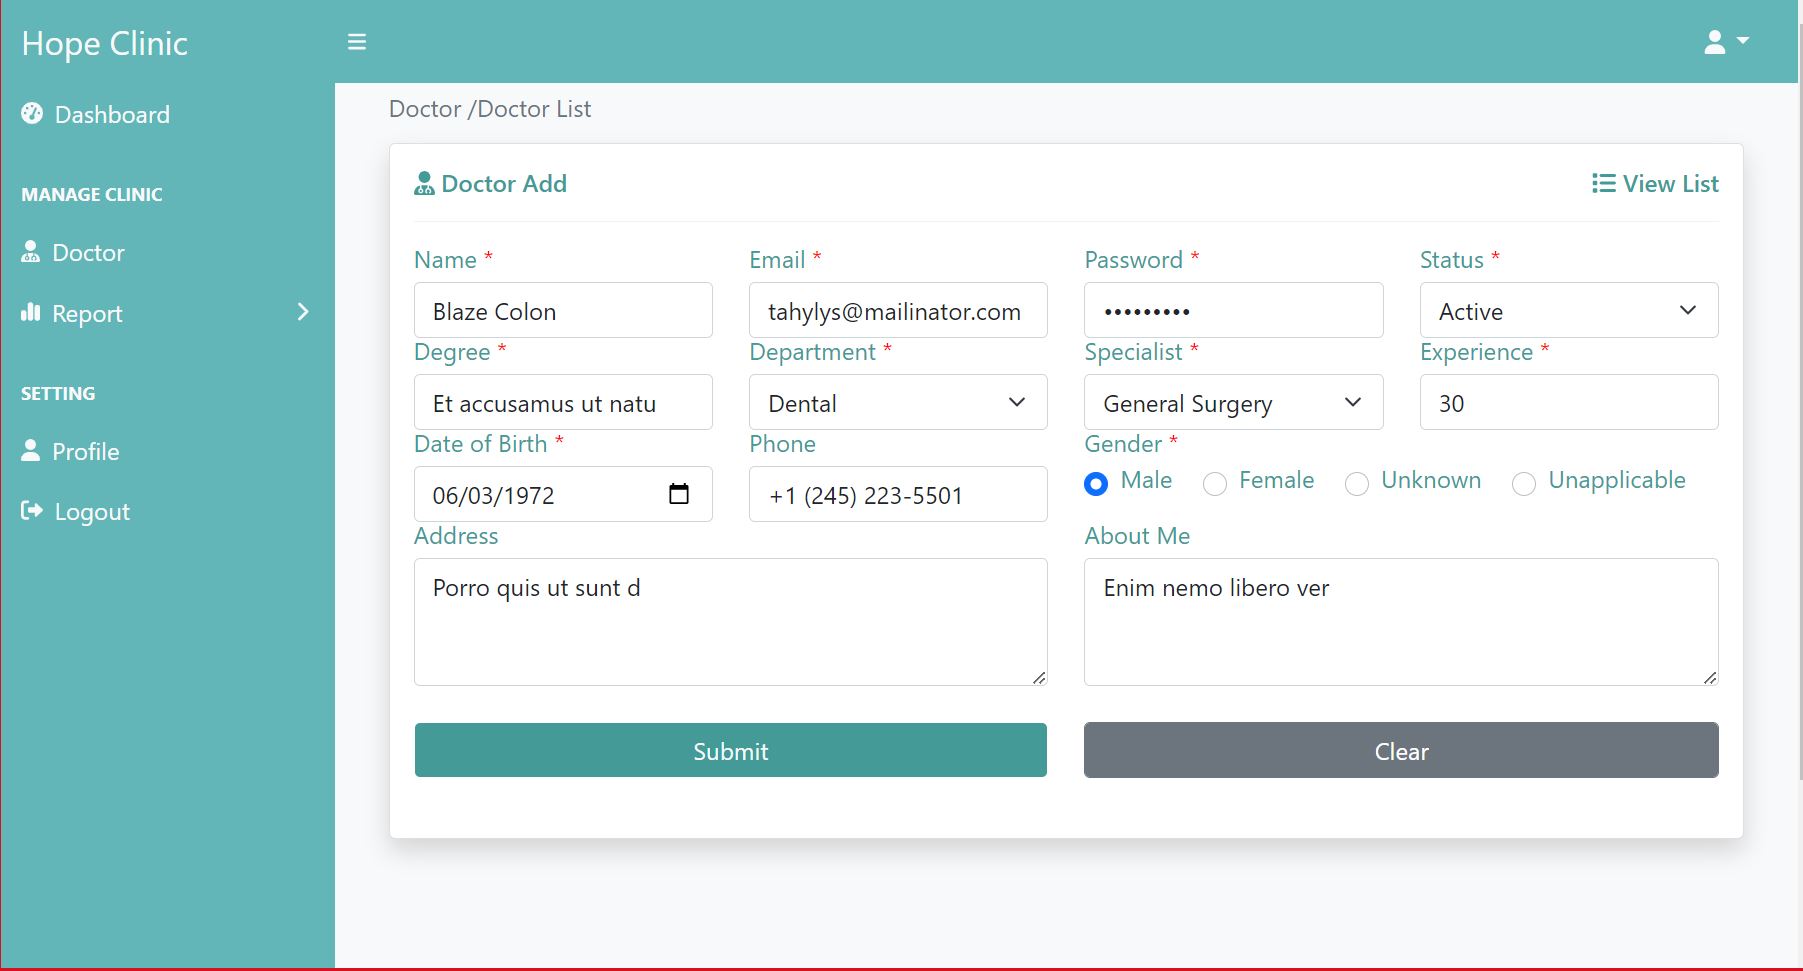 Hope Clinic
Dashboard
MANAGE CLINIC
Doctor
Report
SETTING
Profile
Logout
Doctor /Doctor List
Doctor Add
View List
Name *
Email *
Password *
Status *
Blaze Colon
tahylys@mailinator.com
•••••••••
Active
Degree *
Department *
Specialist *
Experience *
Et accusamus ut natu
Dental
General Surgery
30
Date of Birth *
Phone
Gender *
06/03/1972
+1 (245) 223-5501
Male
Female
Unknown
Unapplicable
Address
About Me
Porro quis ut sunt d
Enim nemo libero ver
Submit
Clear